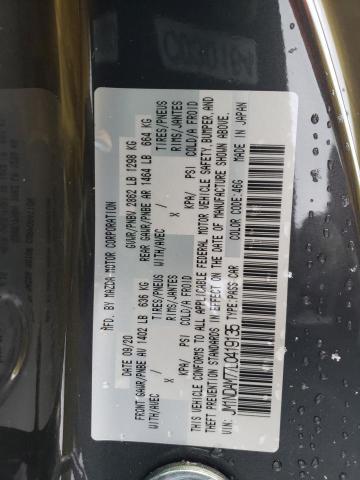 MFD. BY MAZDA MOTOR CORPORATION
DATE 09/20
GVWR/PNBV 2862 LB 1298 KG
FRONT GAWR/PNBE AV 1402 LB 636 KG
REAR GAWR/PNBE AR 1464 LB 664 KG
WITH/AVEC TIRES/PNEUS
X RIMS/JANTES
KPA/ PSI COLD/A FROID
WITH/AVEC TIRES/PNEUS
X RIMS/JANTES
KPA/ PSI COLD/A FROID
THIS VEHICLE CONFORMS TO ALL APPLICABLE FEDERAL MOTOR VEHICLE SAFETY, BUMPER, AND
THEFT PREVENTION STANDARDS IN EFFECT ON THE DATE OF MANUFACTURE SHOWN ABOVE.
VIN: JM1NDAM77L0419135 TYPE: PASS CAR COLOR CODE: 46G MADE IN JAPAN